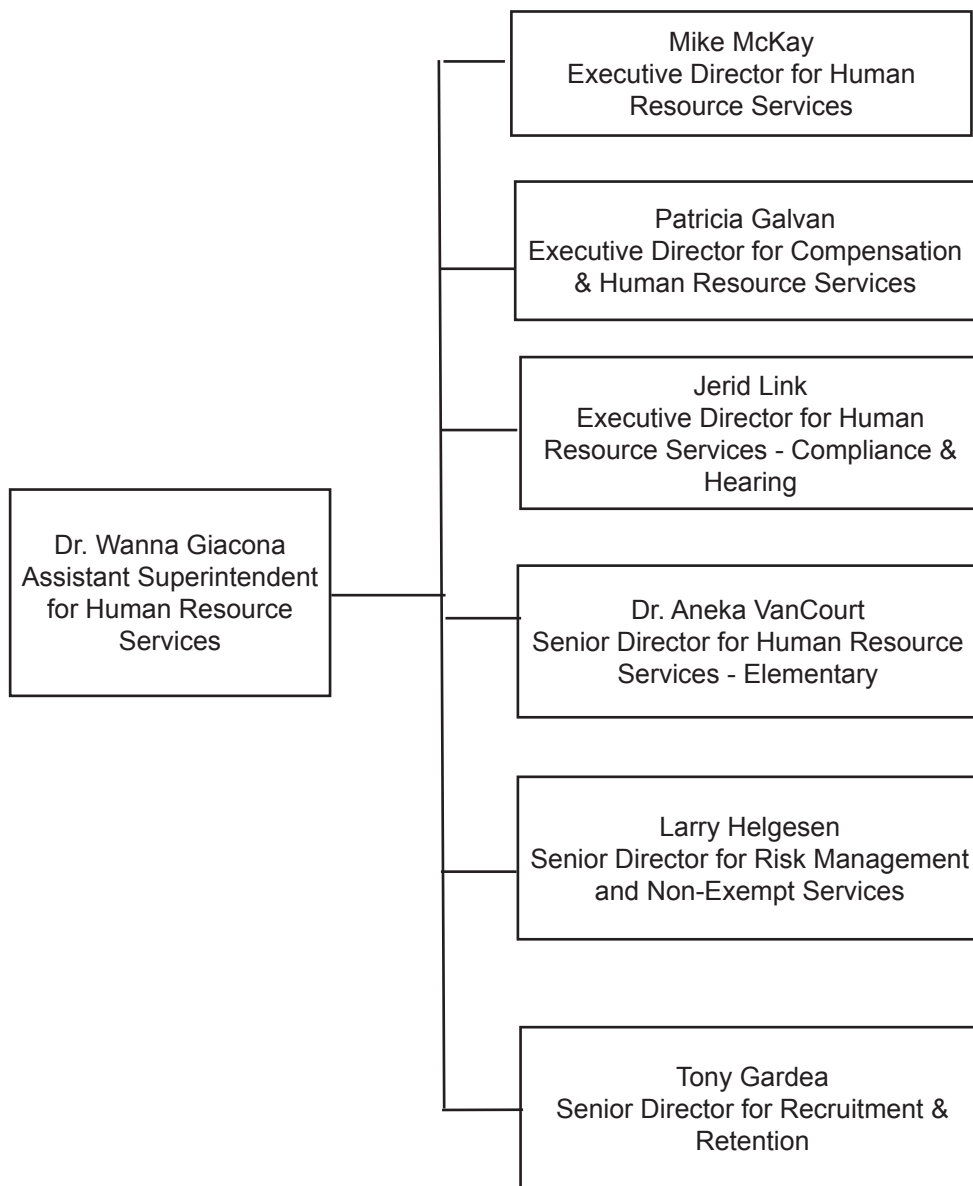 Mike McKay
Executive Director for Human
Resource Services
Patricia Galvan
Executive Director for Compensation
& Human Resource Services
Jerid Link
Executive Director for Human
Resource Services - Compliance &
Hearing
Dr. Wanna Giacona
Assistant Superintendent
for Human Resource
Services
Dr. Aneka VanCourt
Senior Director for Human Resource
Services - Elementary
Larry Helgesen
Senior Director for Risk Management
and Non-Exempt Services
Tony Gardea
Senior Director for Recruitment &
Retention